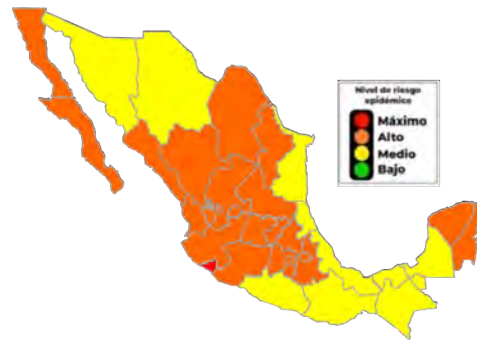 Nivel de riesgo
epidémico
Máximo
Alto
Medio
Bajo